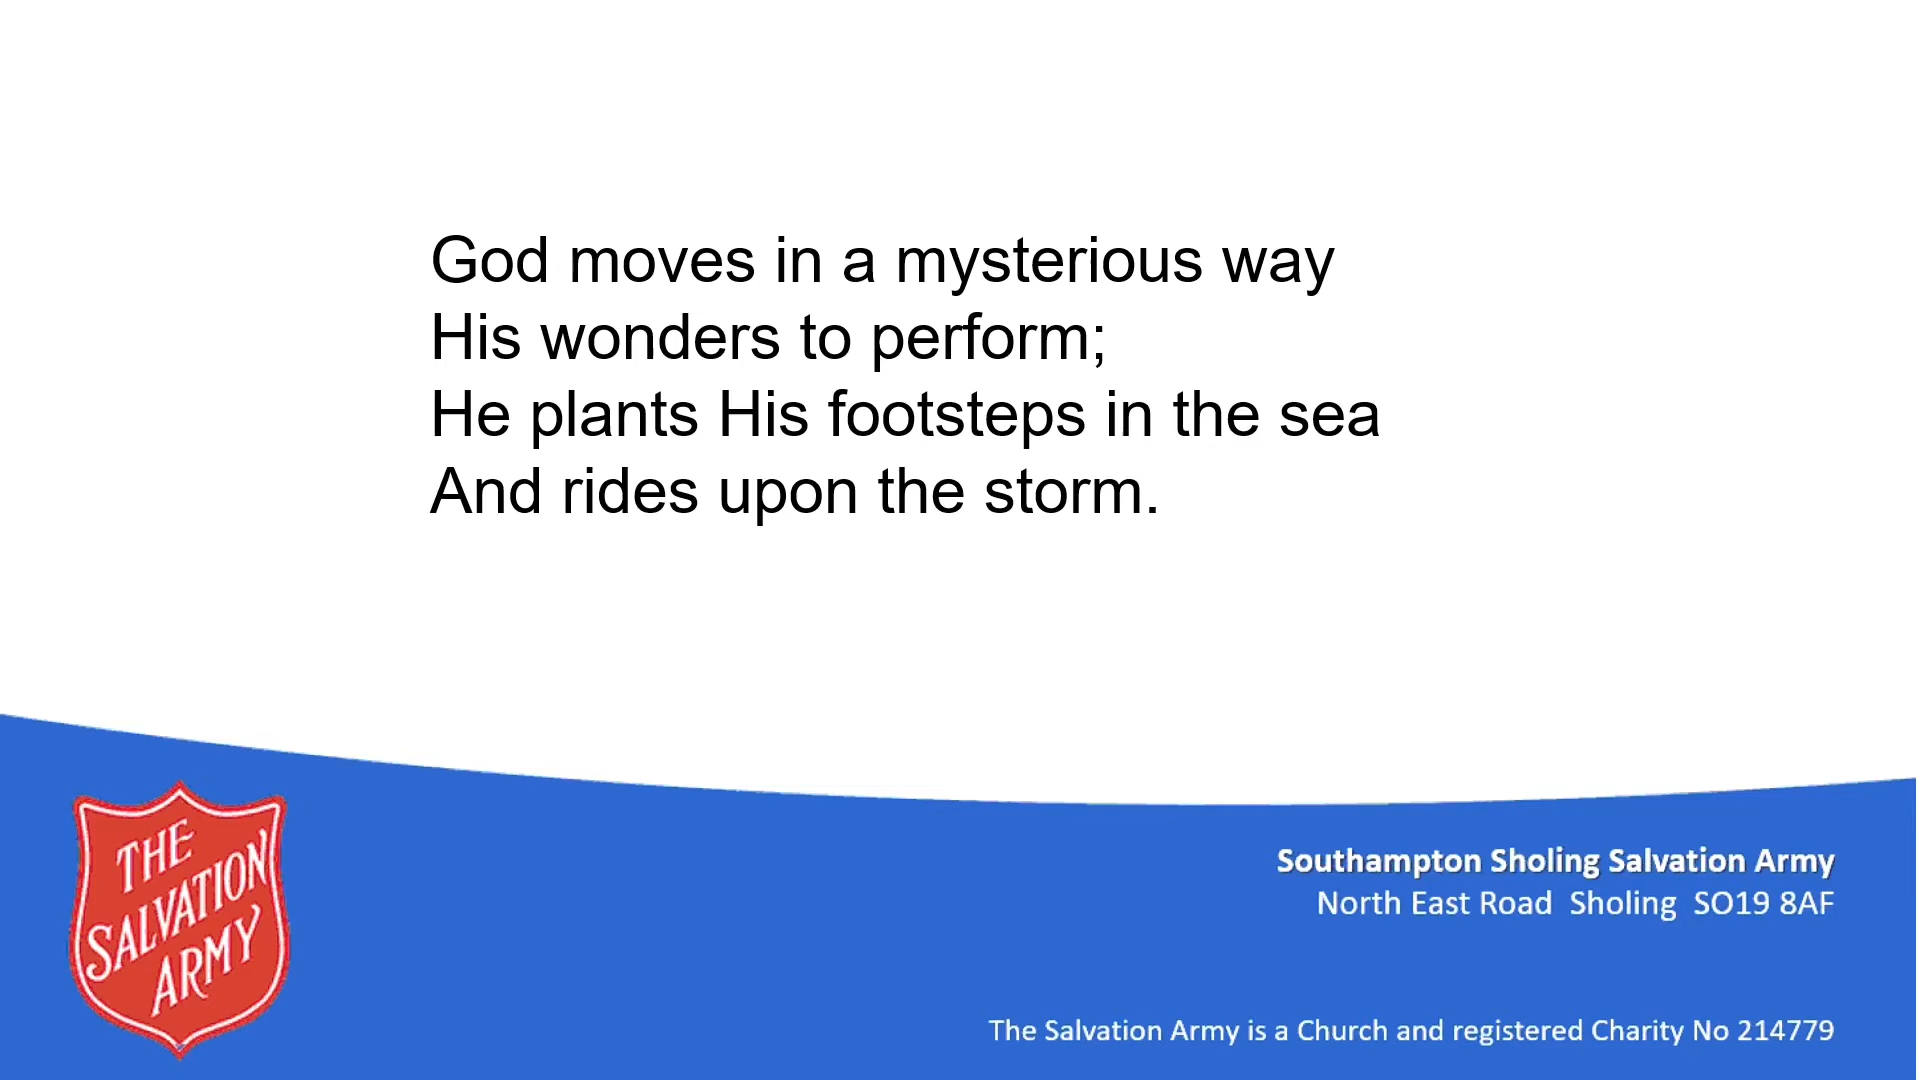 God moves in a mysterious way
His wonders to perform;
He plants His footsteps in the sea
And rides upon the storm.
THE
SALVATION
ARMY
Southampton Sholing Salvation Army
North East Road  Sholing  SO19 8AF
The Salvation Army is a Church and registered Charity No 214779